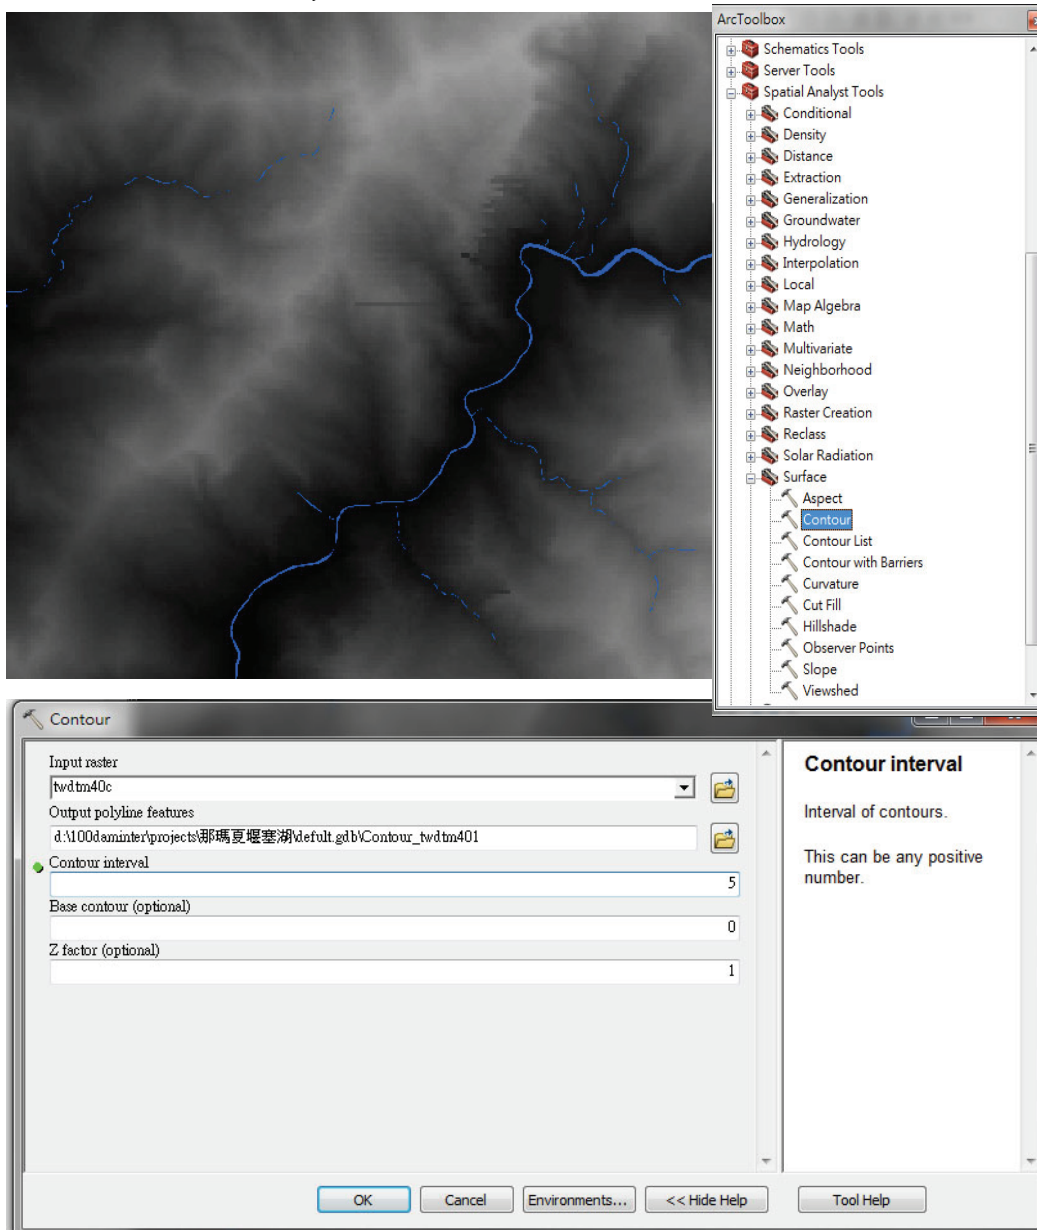 ArcToolbox
Schematics Tools
Server Tools
Spatial Analyst Tools
Conditional
Density
Distance
Extraction
Generalization
Groundwater
Hydrology
Interpolation
Local
Map Algebra
Math
Multivariate
Neighborhood
Overlay
Raster Creation
Reclass
Solar Radiation
Surface
Aspect
Contour
Contour List
Contour with Barriers
Curvature
Cut Fill
Hillshade
Observer Points
Slope
Viewshed
Contour
Input raster
twdtm40c
Output polyline features
d:\100daminter\projects\那瑪夏堰塞湖\defult.gdb\Contour_twdtm401
Contour interval
5
Base contour (optional)
0
Z factor (optional)
1
Contour interval
Interval of contours.
This can be any positive
number.
OK
Cancel
Environments...
<< Hide Help
Tool Help